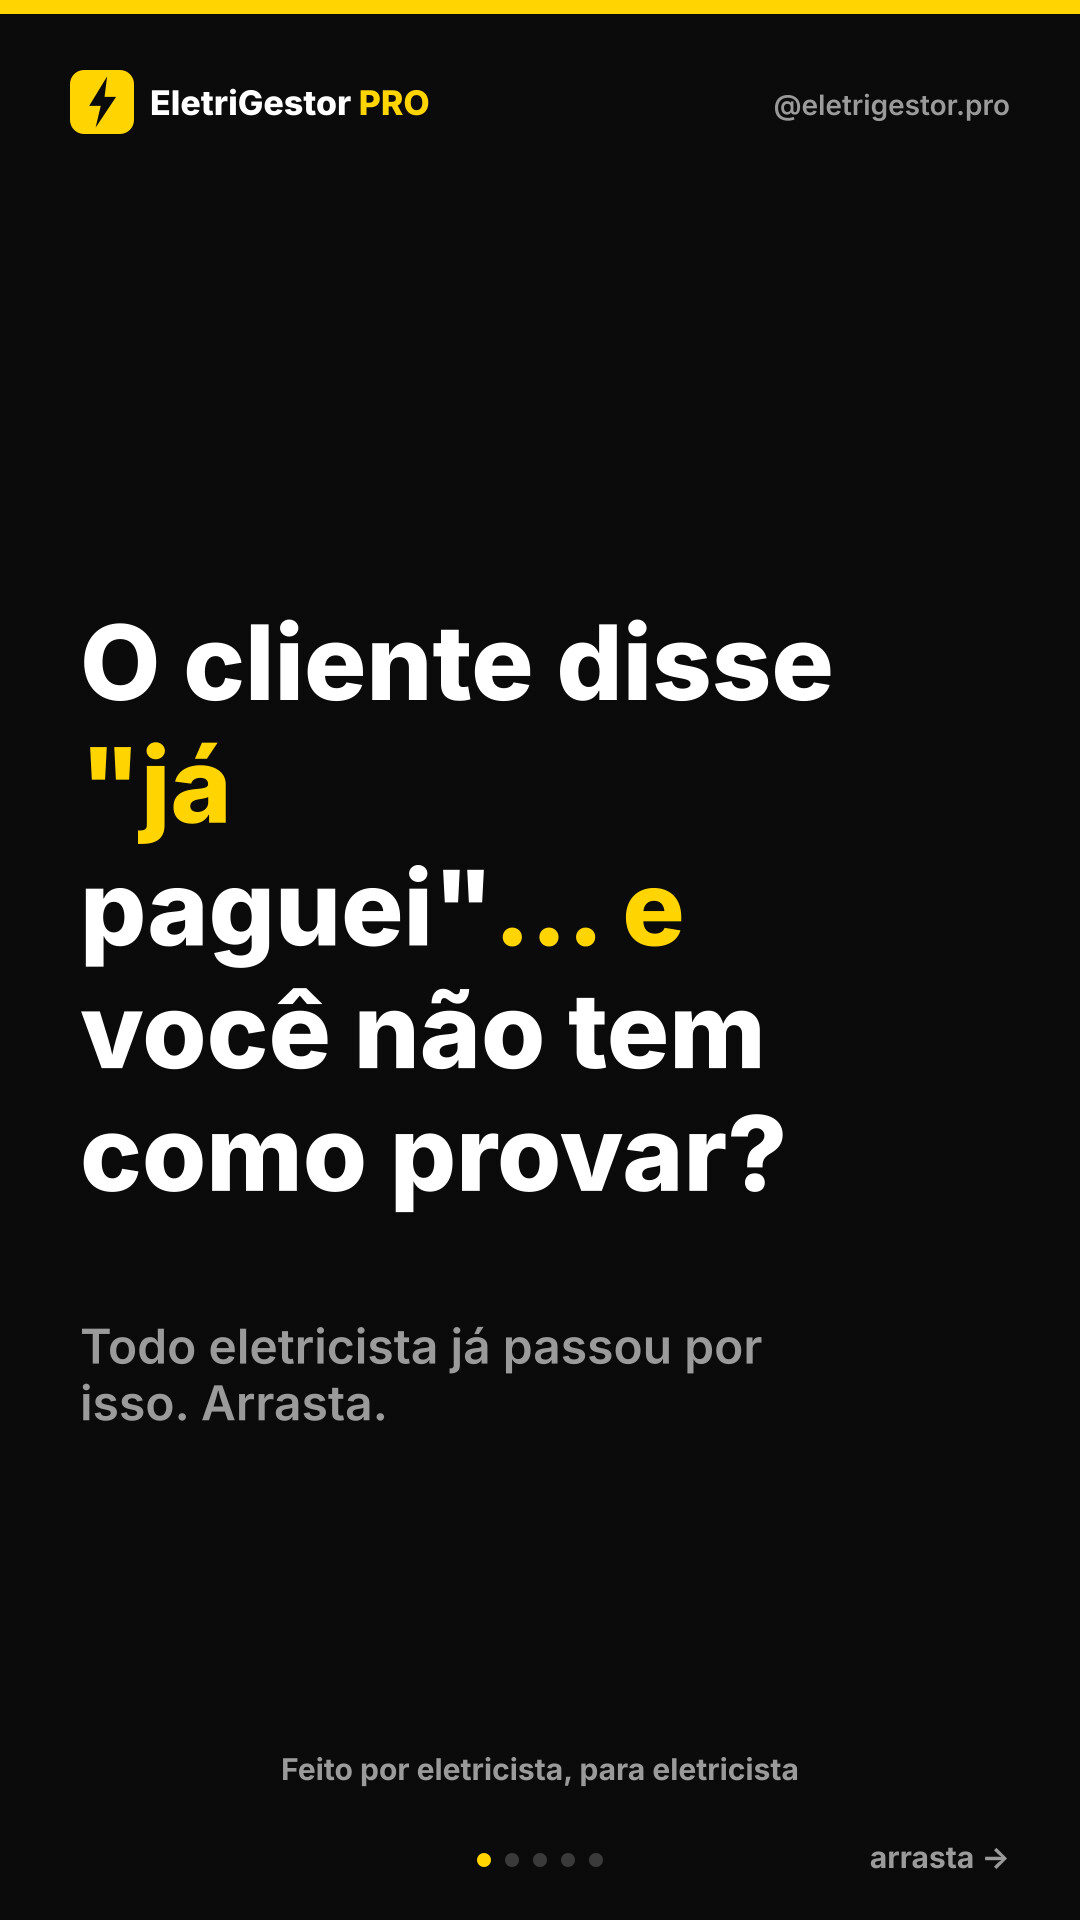 EletriGestor PRO
@eletrigestor.pro
O cliente disse
"já
paguei"... e
você não tem
como provar?
Todo eletricista já passou por
isso. Arrasta.
Feito por eletricista, para eletricista
arrasta →